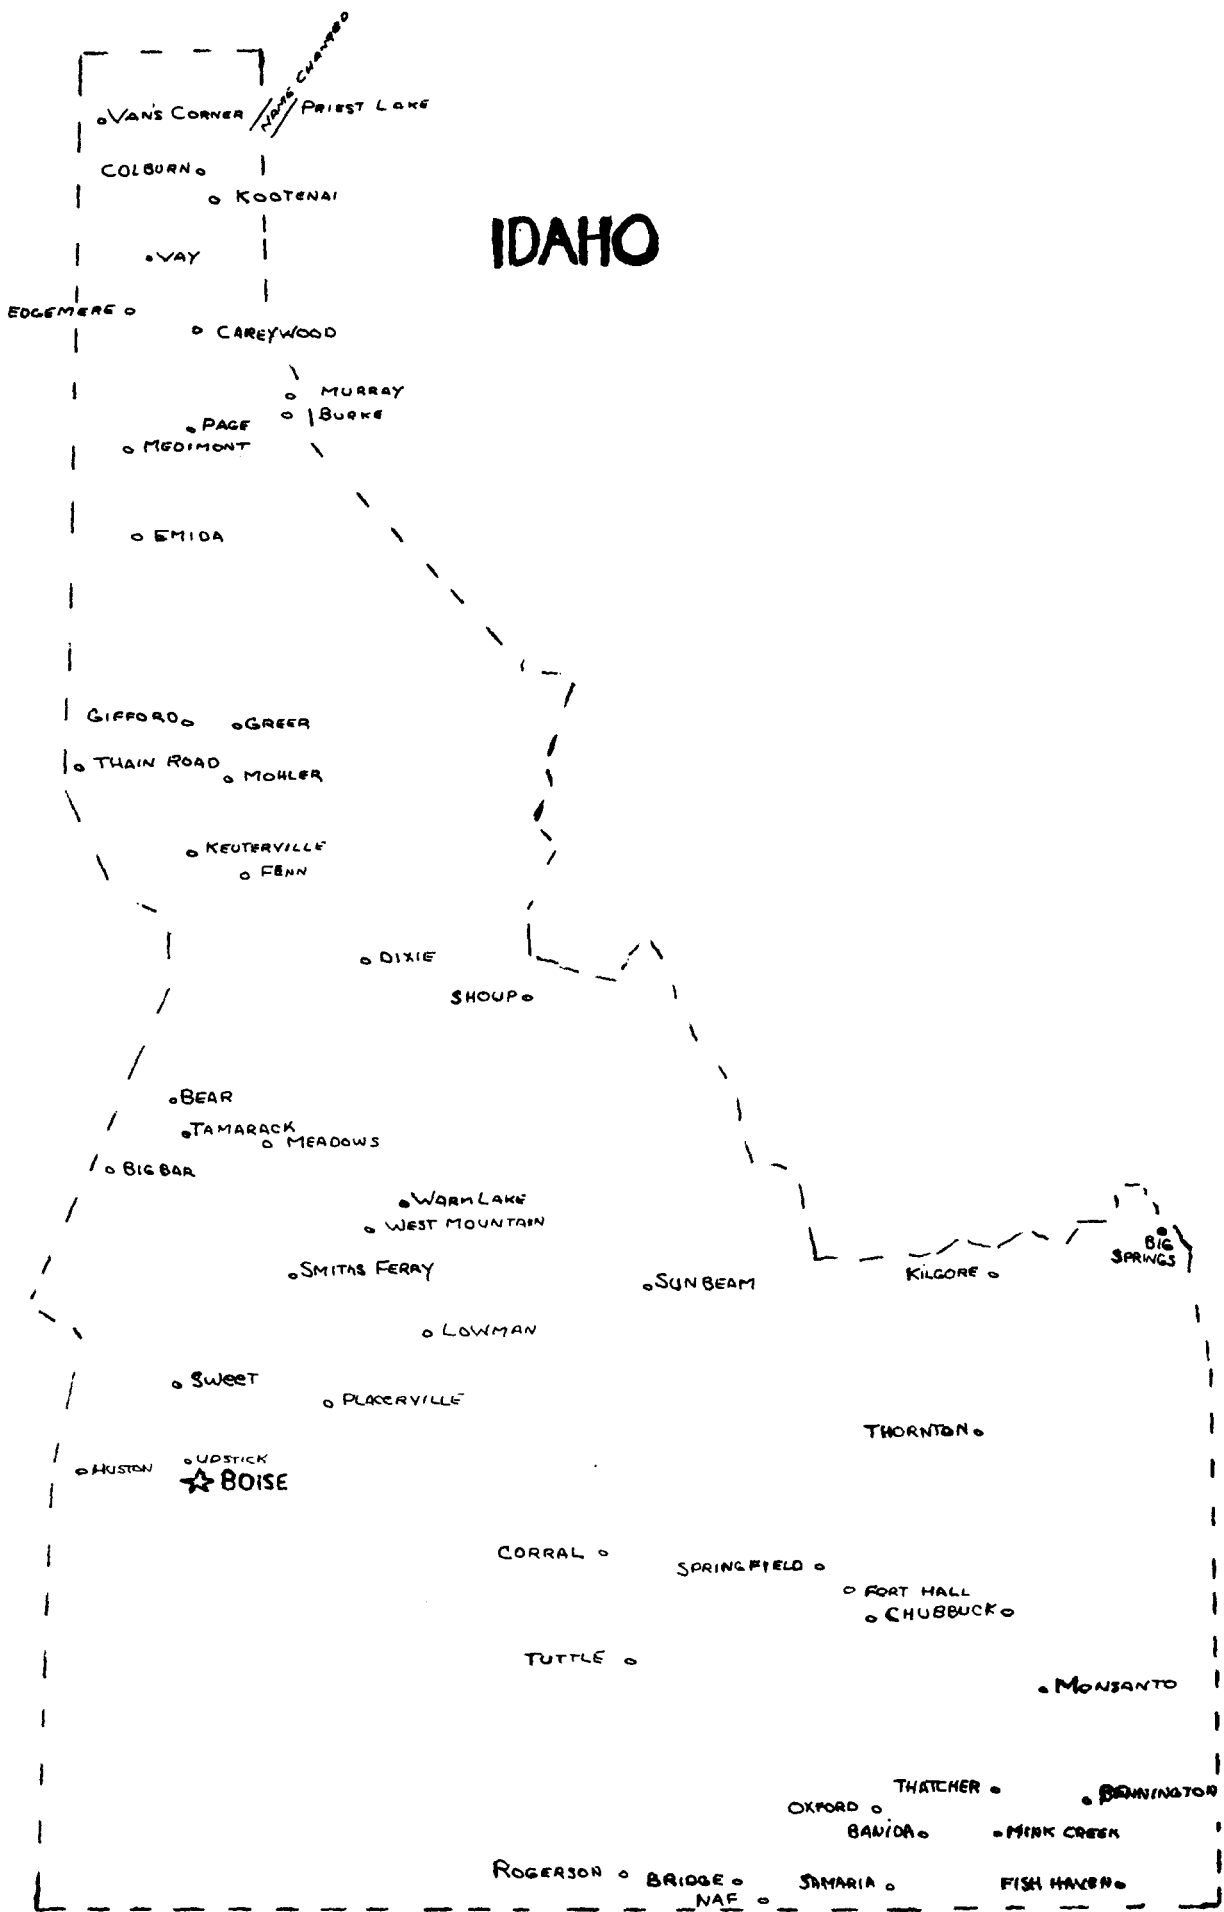 NAME CHANGED
VAN'S CORNER
PRIEST LAKE
COLBURN
KOOTENAI
IDAHO
VAY
EDGEMERE
CAREYWOOD
MURRAY
BURKE
PAGE
MEDIMONT
EMIDA
GIFFORD
GREER
THAIN ROAD
MOHLER
KEUTERVILLE
FENN
DIXIE
SHOUP
BEAR
TAMARACK
MEADOWS
BIG BAR
WARM LAKE
WEST MOUNTAIN
BIG
SPRINGS
SMITHS FERRY
SUNBEAM
KILGORE
LOWMAN
SWEET
PLACERVILLE
THORNTON
HUSTON
UPSTICK
BOISE
CORRAL
SPRINGFIELD
FORT HALL
CHUBBUCK
TUTTLE
MONSANTO
THATCHER
BENNINGTON
OXFORD
BANIDA
MINK CREEK
ROGERSON
BRIDGE
SAMARIA
FISH HAVEN
NAF